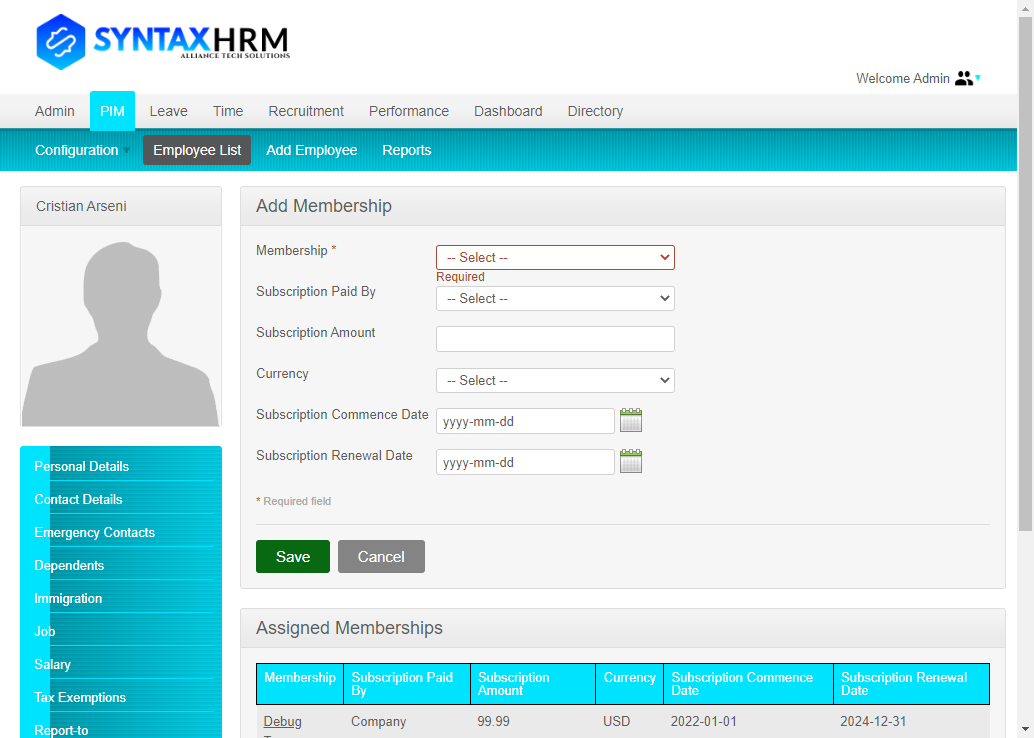 SYNTAXHRM
ALLIANCE TECH SOLUTIONS
Welcome Admin
Admin PIM Leave Time Recruitment Performance Dashboard Directory
Configuration Employee List Add Employee Reports
Cristian Arseni
Personal Details
Contact Details
Emergency Contacts
Dependents
Immigration
Job
Salary
Tax Exemptions
Report-to
Add Membership
Membership *
-- Select --
Required
Subscription Paid By
-- Select --
Subscription Amount
Currency
-- Select --
Subscription Commence Date
yyyy-mm-dd
Subscription Renewal Date
yyyy-mm-dd
* Required field
Save Cancel
Assigned Memberships
Membership Subscription Paid By Subscription Amount Currency Subscription Commence Date Subscription Renewal Date
Debug Company 99.99 USD 2022-01-01 2024-12-31